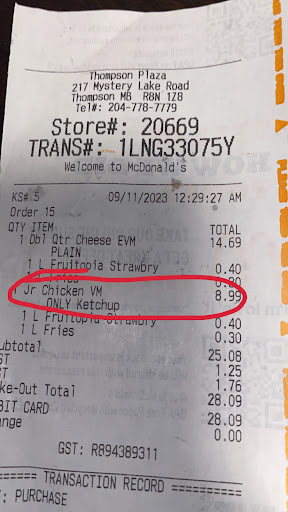 Thompson Plaza
217 Mystery Lake Road
Thompson MB R8N 1Z8
Tel#: 204-778-7779
Store#: 20669
TRANS#: 1LNG33075Y
Welcome to McDonald's
KS# 5 09/11/2023 12:29:27 AM
Order 15
QTY ITEM TOTAL
1 Dbl Qtr Cheese EVM 14.69
PLAIN
1 L Fruitopia Strawbry 0.40
Jr Chicken VM 8.99
ONLY Ketchup
1 L Fruitopia Strawbry 0.40
1 L Fries 0.30
ubtotal 25.08
ST 1.25
ST 1.76
ke-Out Total 28.09
BIT CARD 28.09
ange 0.00
GST: R894389311
========== TRANSACTION RECORD ==========
: PURCHASE